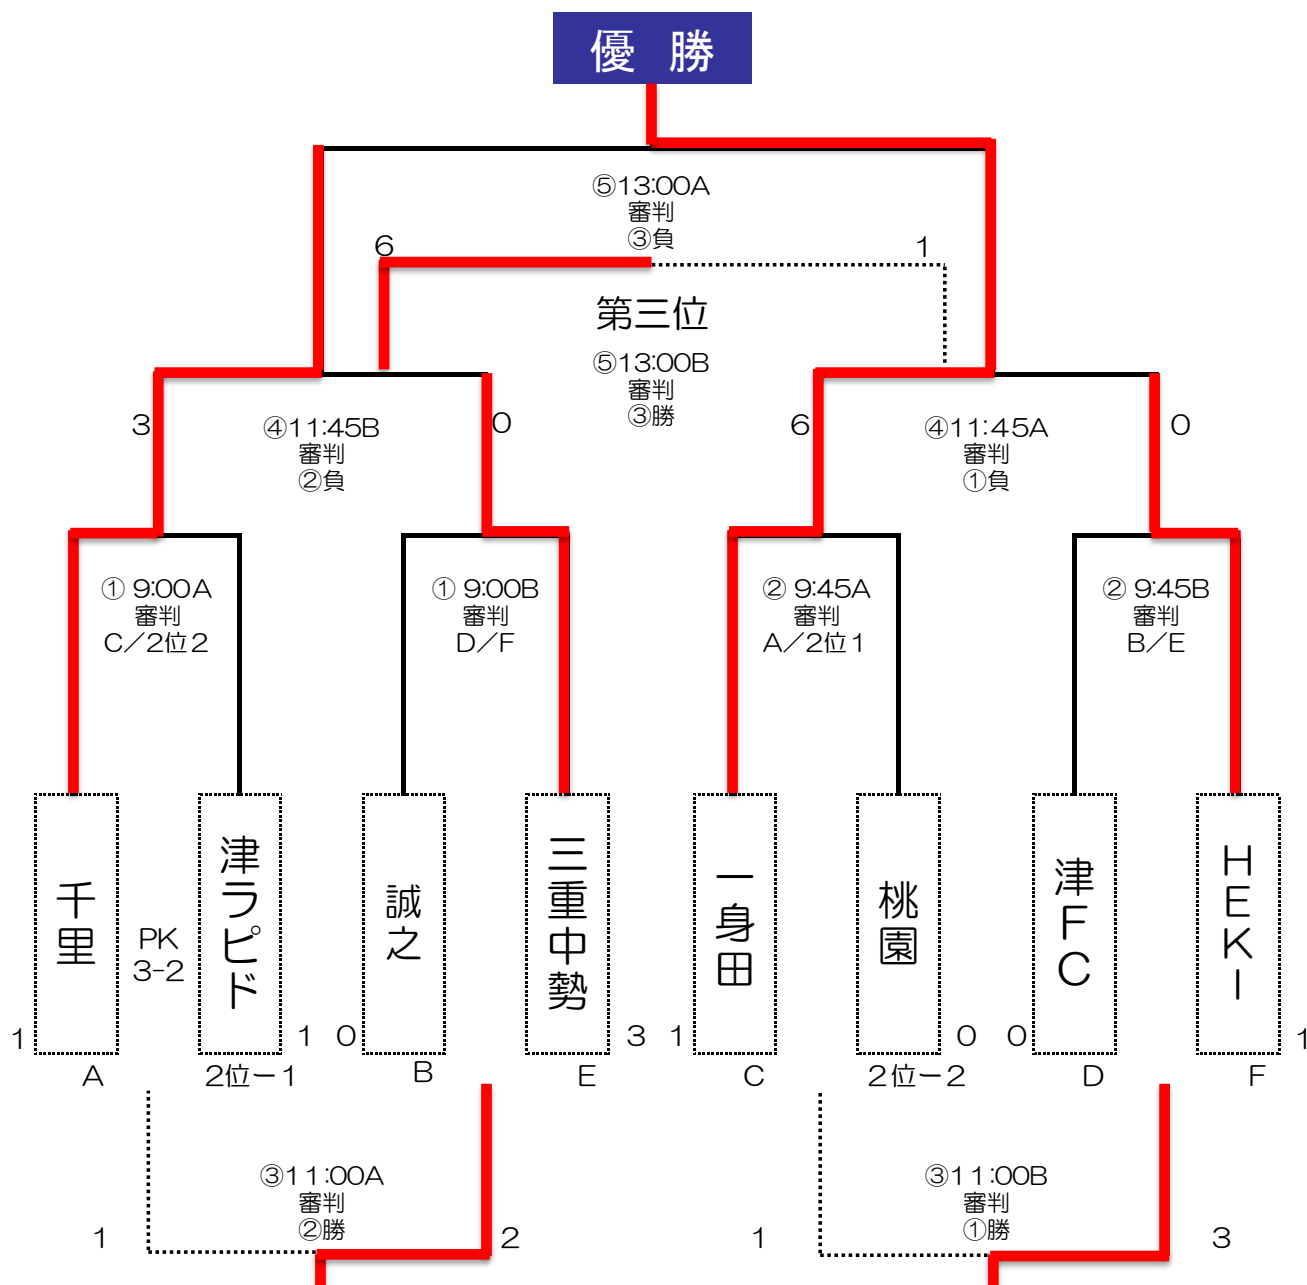 優 勝
⑤13:00A
審判
③負
6
1
第三位
⑤13:00B
審判
③勝
3
④11:45B
審判
②負
0
6
④11:45A
審判
①負
0
① 9:00A
審判
C／2位2
① 9:00B
審判
D／F
② 9:45A
審判
A／2位1
② 9:45B
審判
B／E
千里
PK
3-2
津ラピド
誠之
三重中勢
一身田
桃園
津FC
HEKI
1
1
0
3
1
0
0
1
A
2位ー1
B
E
C
2位ー2
D
F
③11:00A
審判
②勝
1
2
③11:00B
審判
①勝
1
3